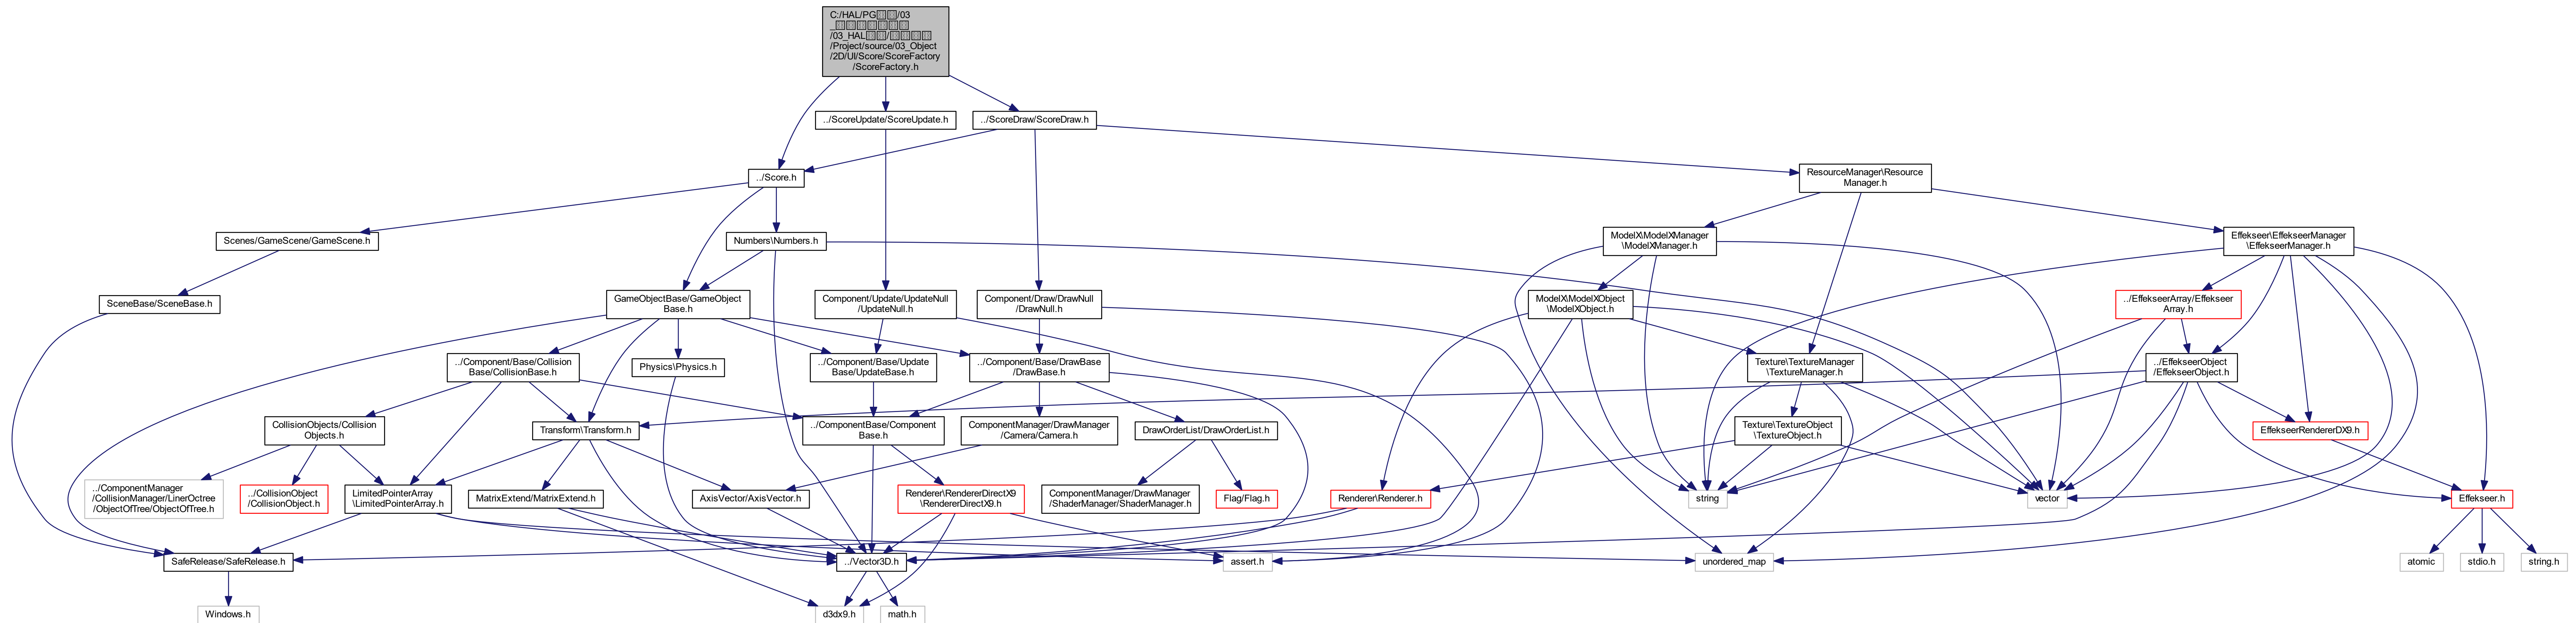 C:/HAL/PG/03
_
/03_HAL/
/Project/source/03_Object
/2D/UI/Score/ScoreFactory
/ScoreFactory.h
../ScoreUpdate/ScoreUpdate.h
../ScoreDraw/ScoreDraw.h
../Score.h
ResourceManager\Resource
Manager.h
Scenes/GameScene/GameScene.h
Numbers\Numbers.h
ModelX\ModelXManager
\ModelXManager.h
Effekseer\EffekseerManager
\EffekseerManager.h
SceneBase/SceneBase.h
GameObjectBase/GameObject
Base.h
Component/Update/UpdateNull
/UpdateNull.h
Component/Draw/DrawNull
/DrawNull.h
ModelX\ModelXObject
\ModelXObject.h
../EffekseerArray/Effekseer
Array.h
../Component/Base/Collision
Base/CollisionBase.h
Physics\Physics.h
../Component/Base/Update
Base/UpdateBase.h
../Component/Base/DrawBase
/DrawBase.h
Texture\TextureManager
\TextureManager.h
../EffekseerObject
/EffekseerObject.h
CollisionObjects/Collision
Objects.h
Transform\Transform.h
../ComponentBase/Component
Base.h
ComponentManager/DrawManager
/Camera/Camera.h
DrawOrderList/DrawOrderList.h
Texture\TextureObject
\TextureObject.h
EffekseerRendererDX9.h
../ComponentManager
/CollisionManager/LinerOctree
/ObjectOfTree/ObjectOfTree.h
../CollisionObject
/CollisionObject.h
LimitedPointerArray
\LimitedPointerArray.h
MatrixExtend/MatrixExtend.h
AxisVector/AxisVector.h
Renderer\RendererDirectX9
\RendererDirectX9.h
ComponentManager/DrawManager
/ShaderManager/ShaderManager.h
Flag/Flag.h
Renderer\Renderer.h
string
vector
Effekseer.h
SafeRelease/SafeRelease.h
../Vector3D.h
assert.h
unordered_map
atomic
stdio.h
string.h
Windows.h
d3dx9.h
math.h